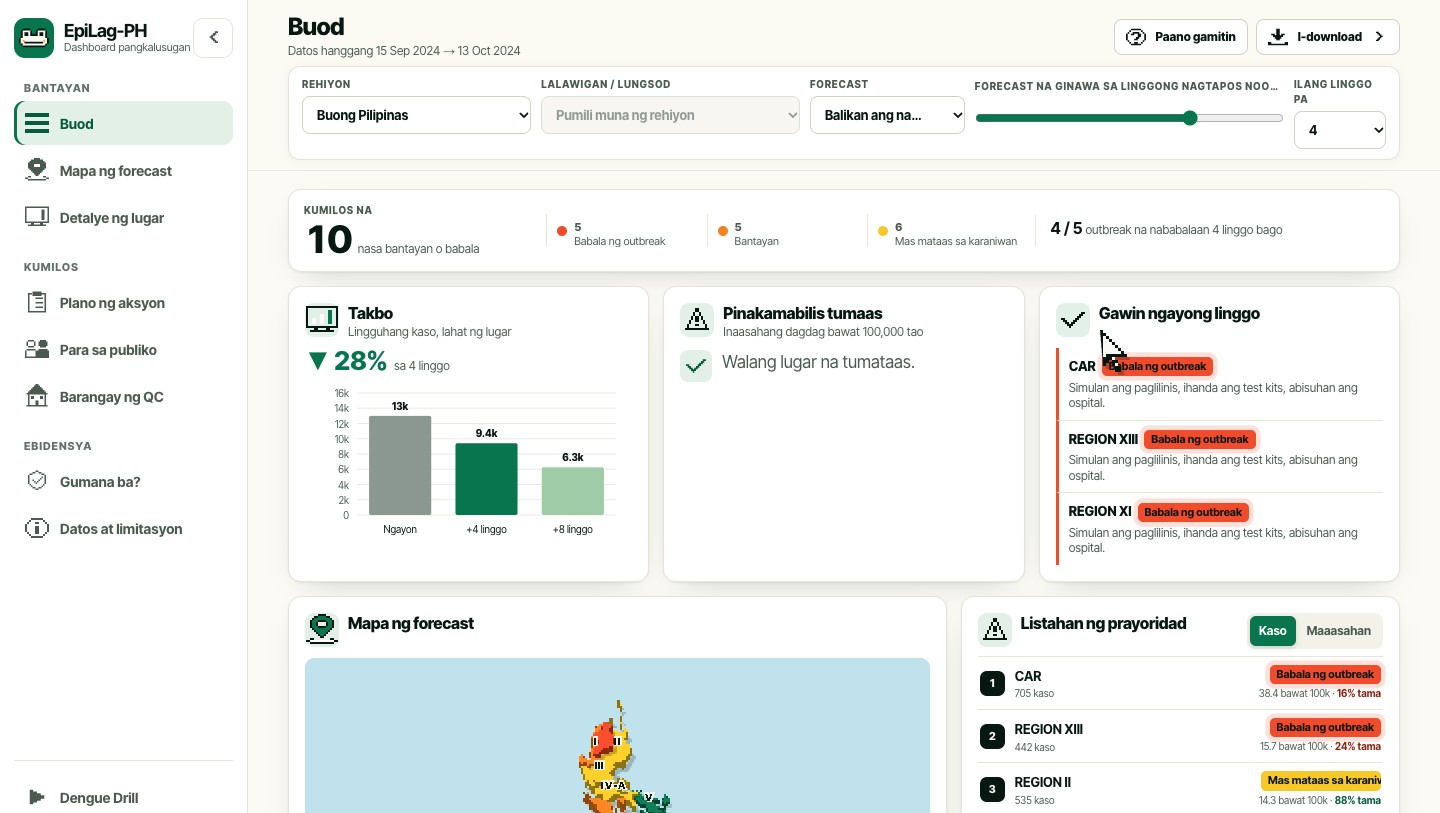 EpiLag-PH
Dashboard pangkalusugan
BANTAYAN
Buod
Mapa ng forecast
Detalye ng lugar
KUMILOS
Plano ng aksyon
Para sa publiko
Barangay ng QC
EBIDENSYA
Gumana ba?
Datos at limitasyon
Dengue Drill
Buod
Datos hanggang 15 Sep 2024 → 13 Oct 2024
Paano gamitin
I-download
REHIYON
Buong Pilipinas
LALAWIGAN / LUNGSOD
Pumili muna ng rehiyon
FORECAST
Balikan ang na...
FORECAST NA GINAWA SA LINGGONG NAGTAPOS NOO...
ILANG LINGGO
PA
4
KUMILOS NA
10 nasa bantayan o babala
5
Babala ng outbreak
5
Bantayan
6
Mas mataas sa karaniwan
4 / 5 outbreak na nababalaan 4 linggo bago
Takbo
Lingguhang kaso, lahat ng lugar
▼ 28% sa 4 linggo
16k
14k
12k
10k
8k
6k
4k
2k
0
13k
9.4k
6.3k
Ngayon
+4 linggo
+8 linggo
Pinakamabilis tumaas
Inaasahang dagdag bawat 100,000 tao
Walang lugar na tumataas.
Gawin ngayong linggo
CAR Babala ng outbreak
Simulan ang paglilinis, ihanda ang test kits, abisuhan ang
ospital.
REGION XIII Babala ng outbreak
Simulan ang paglilinis, ihanda ang test kits, abisuhan ang
ospital.
REGION XI Babala ng outbreak
Simulan ang paglilinis, ihanda ang test kits, abisuhan ang
ospital.
Mapa ng forecast
I
II
III
IV-A
V
Listahan ng prayoridad
Kaso
Maaasahan
1
CAR
705 kaso
Babala ng outbreak
38.4 bawat 100k · 16% tama
2
REGION XIII
442 kaso
Babala ng outbreak
15.7 bawat 100k · 24% tama
3
REGION II
535 kaso
Mas mataas sa karaniw
14.3 bawat 100k · 88% tama